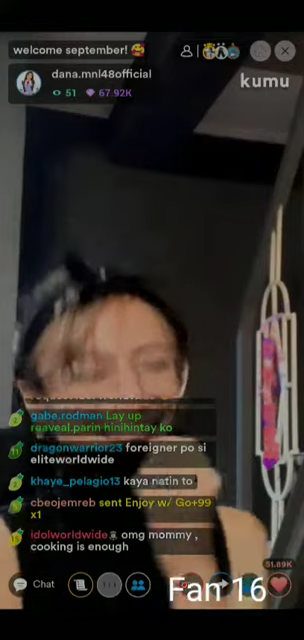 welcome september! 🥰
dana.mnl48official
51 67.92K
kumu
gabe.rodman Lay up
reaveal.parin hinihintay ko
dragonwarrior23 foreigner po si
eliteworldwide
khaye_pelagio13 kaya natin to
cbeojemreb sent Enjoy w/ Go+99
x1
idolworldwide omg mommy ,
cooking is enough
31.89K
Chat
Fan 16